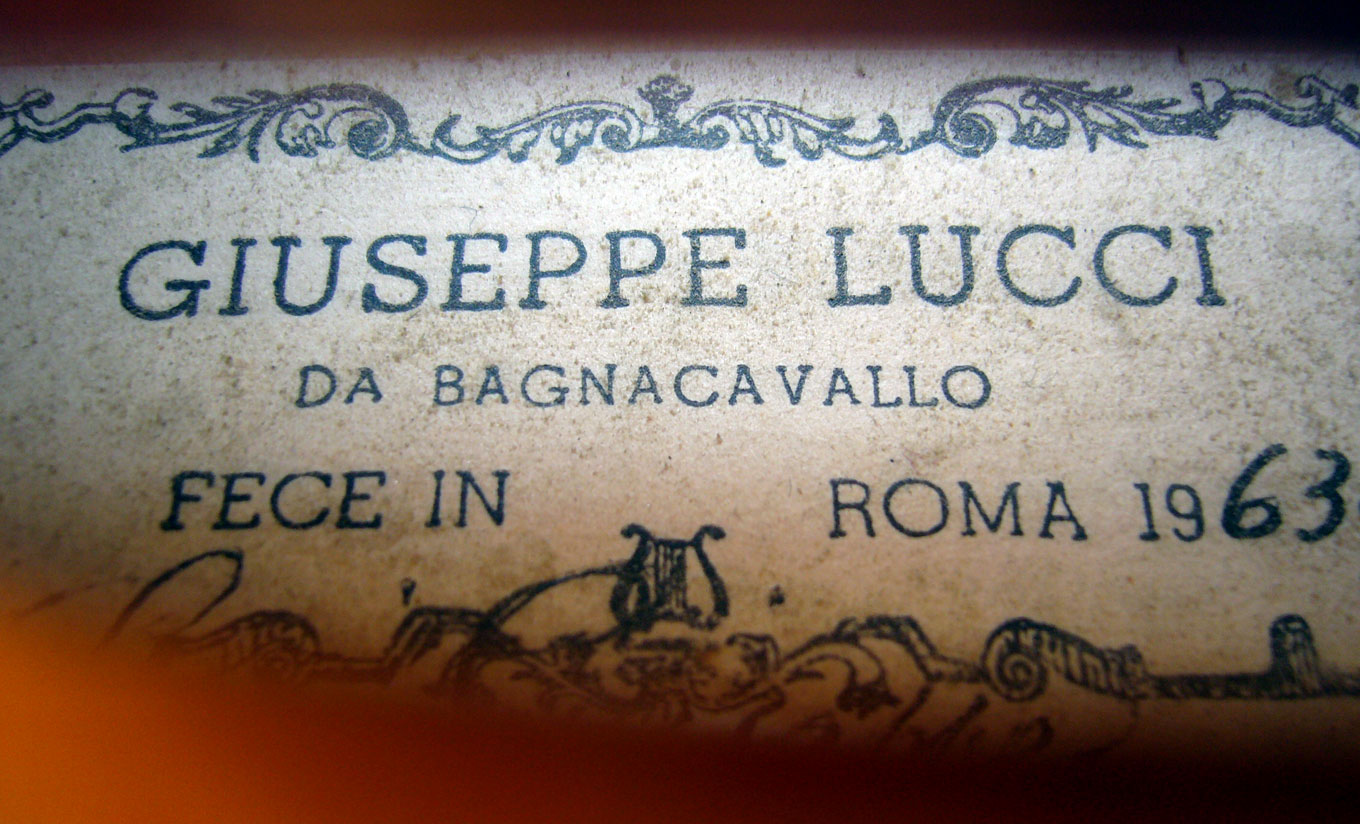 GIUSEPPE LUCCI
DA BAGNACAVALLO
FECE IN ROMA 1963